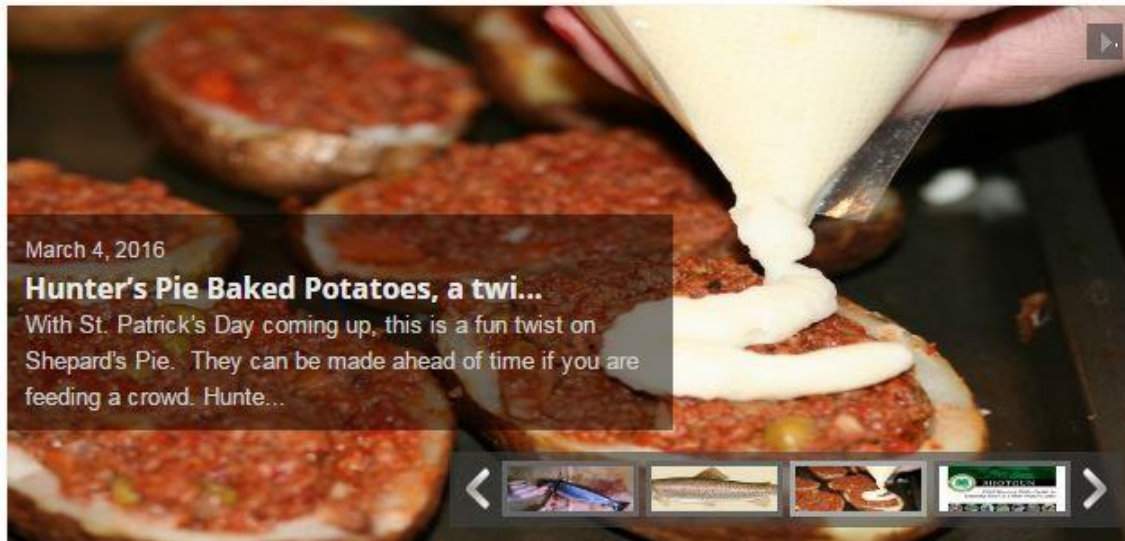 March 4, 2016
Hunter's Pie Baked Potatoes, a twi...
With St. Patrick's Day coming up, this is a fun twist on
Shepard's Pie.  They can be made ahead of time if you are
feeding a crowd. Hunte...
SHOTGUN